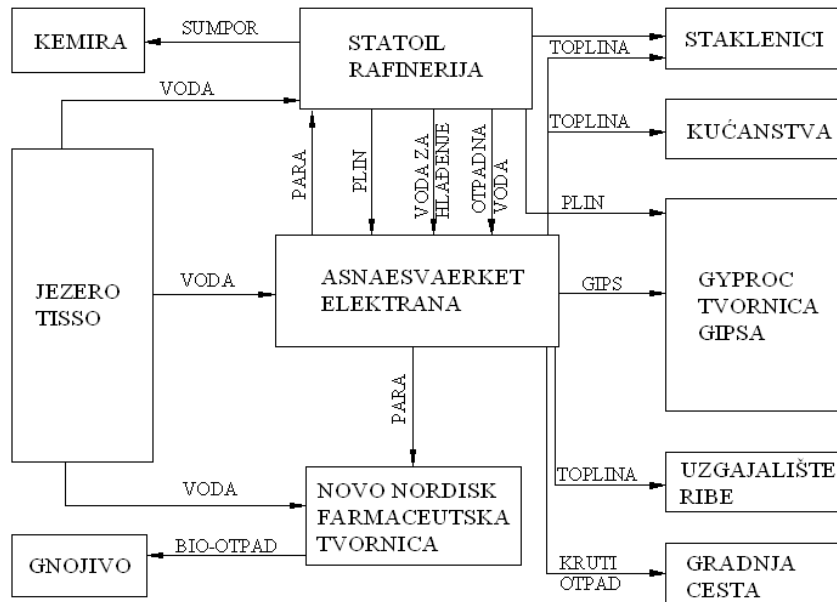 SUMPOR
KEMIRA
STATOIL
RAFINERIJA
TOPLINA
STAKLENICI
VODA
TOPLINA
KUĆANSTVA
PARA
PLIN
VODA ZA
HLAĐENJE
OTPADNA
VODA
PLIN
JEZERO
TISSO
VODA
ASNAESVAERKET
ELEKTRANA
GIPS
GYPROC
TVORNICA
GIPSA
PARA
VODA
NOVO NORDISK
FARMACEUTSKA
TVORNICA
TOPLINA
UZGAJALIŠTE
RIBE
GNOJIVO
BIO-OTPAD
KRUTI
OTPAD
GRADNJA
CESTA